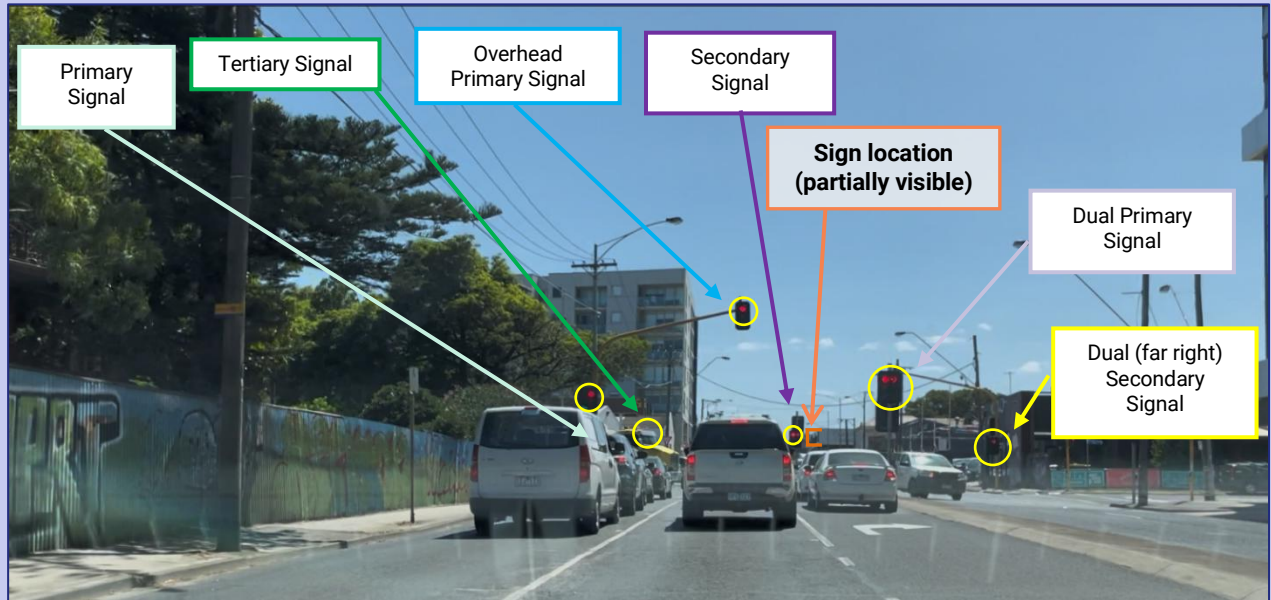 Primary
Signal
Tertiary Signal
Overhead
Primary Signal
Secondary
Signal
Sign location
(partially visible)
Dual Primary
Signal
Dual (far right)
Secondary
Signal